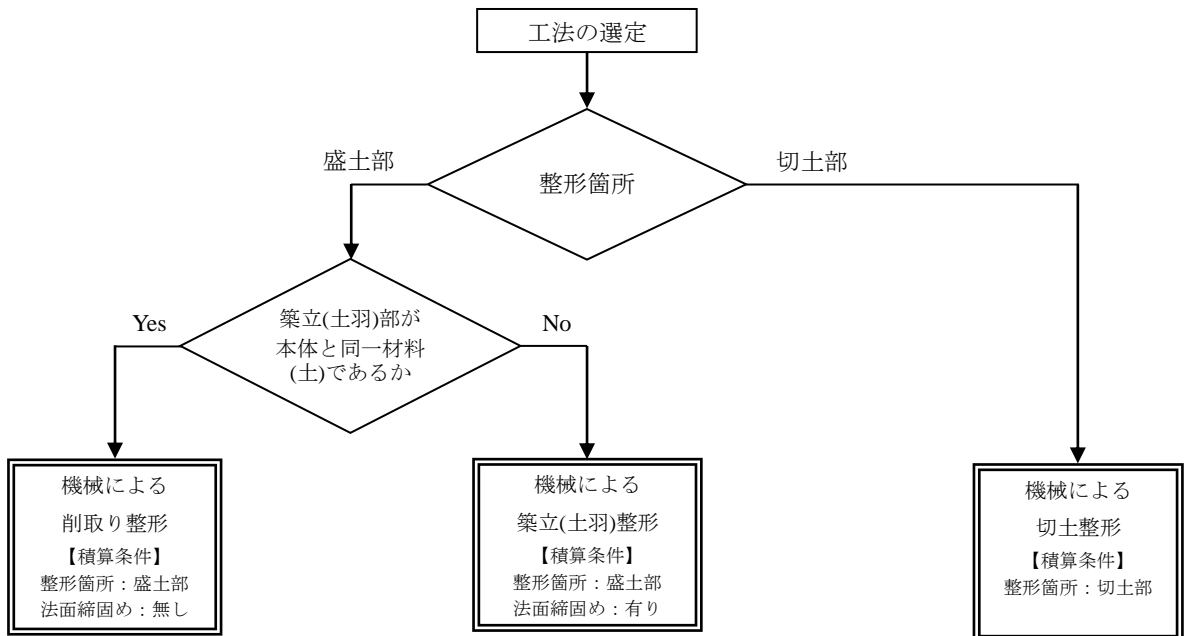 工法の選定
盛土部
切土部
整形箇所
Yes
築立(土羽)部が
本体と同一材料
(土)であるか
No
機械による
削取り整形
【積算条件】
整形箇所：盛土部
法面締固め：無し
機械による
築立(土羽)整形
【積算条件】
整形箇所：盛土部
法面締固め：有り
機械による
切土整形
【積算条件】
整形箇所：切土部